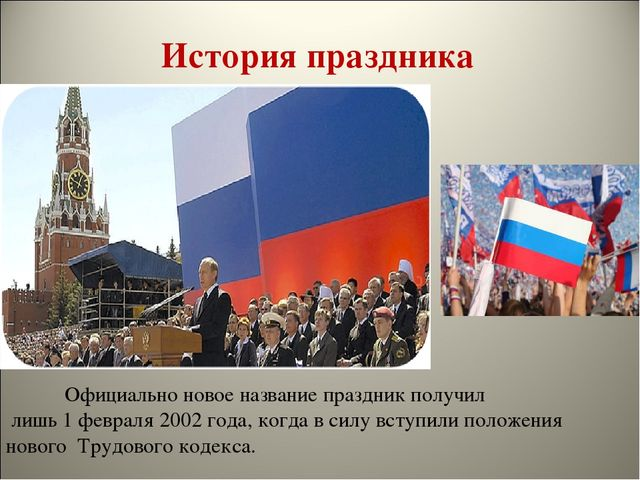 История праздника
Официально новое название праздник получил
лишь 1 февраля 2002 года, когда в силу вступили положения
нового Трудового кодекса.